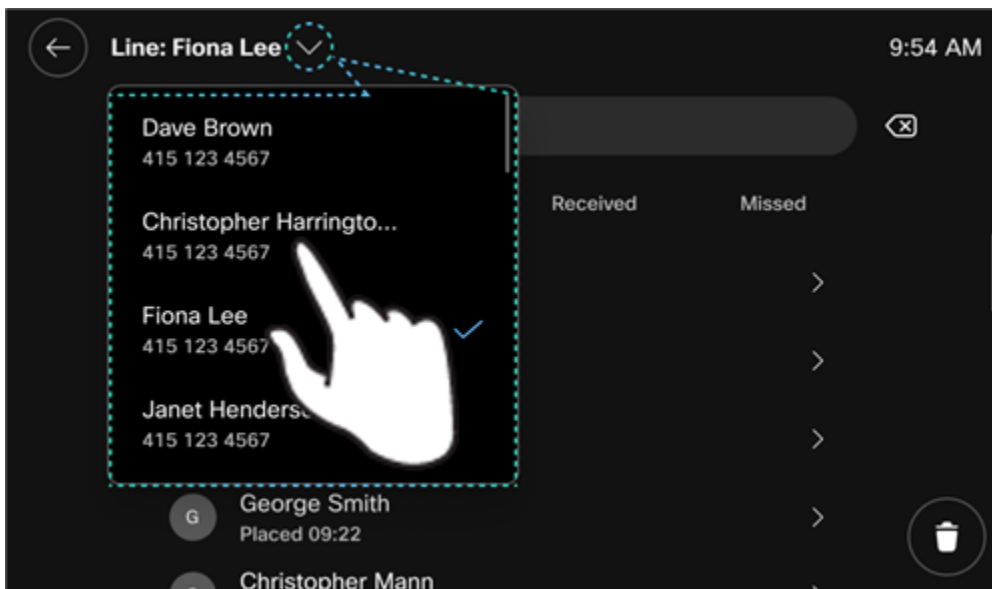 Line: Fiona Lee
9:54 AM
Dave Brown
415 123 4567
Christopher Harringto...
415 123 4567
Fiona Lee
415 123 4567
Janet
415 123 4567
Received
Missed
G
George Smith
Placed 09:22
Christopher Mann